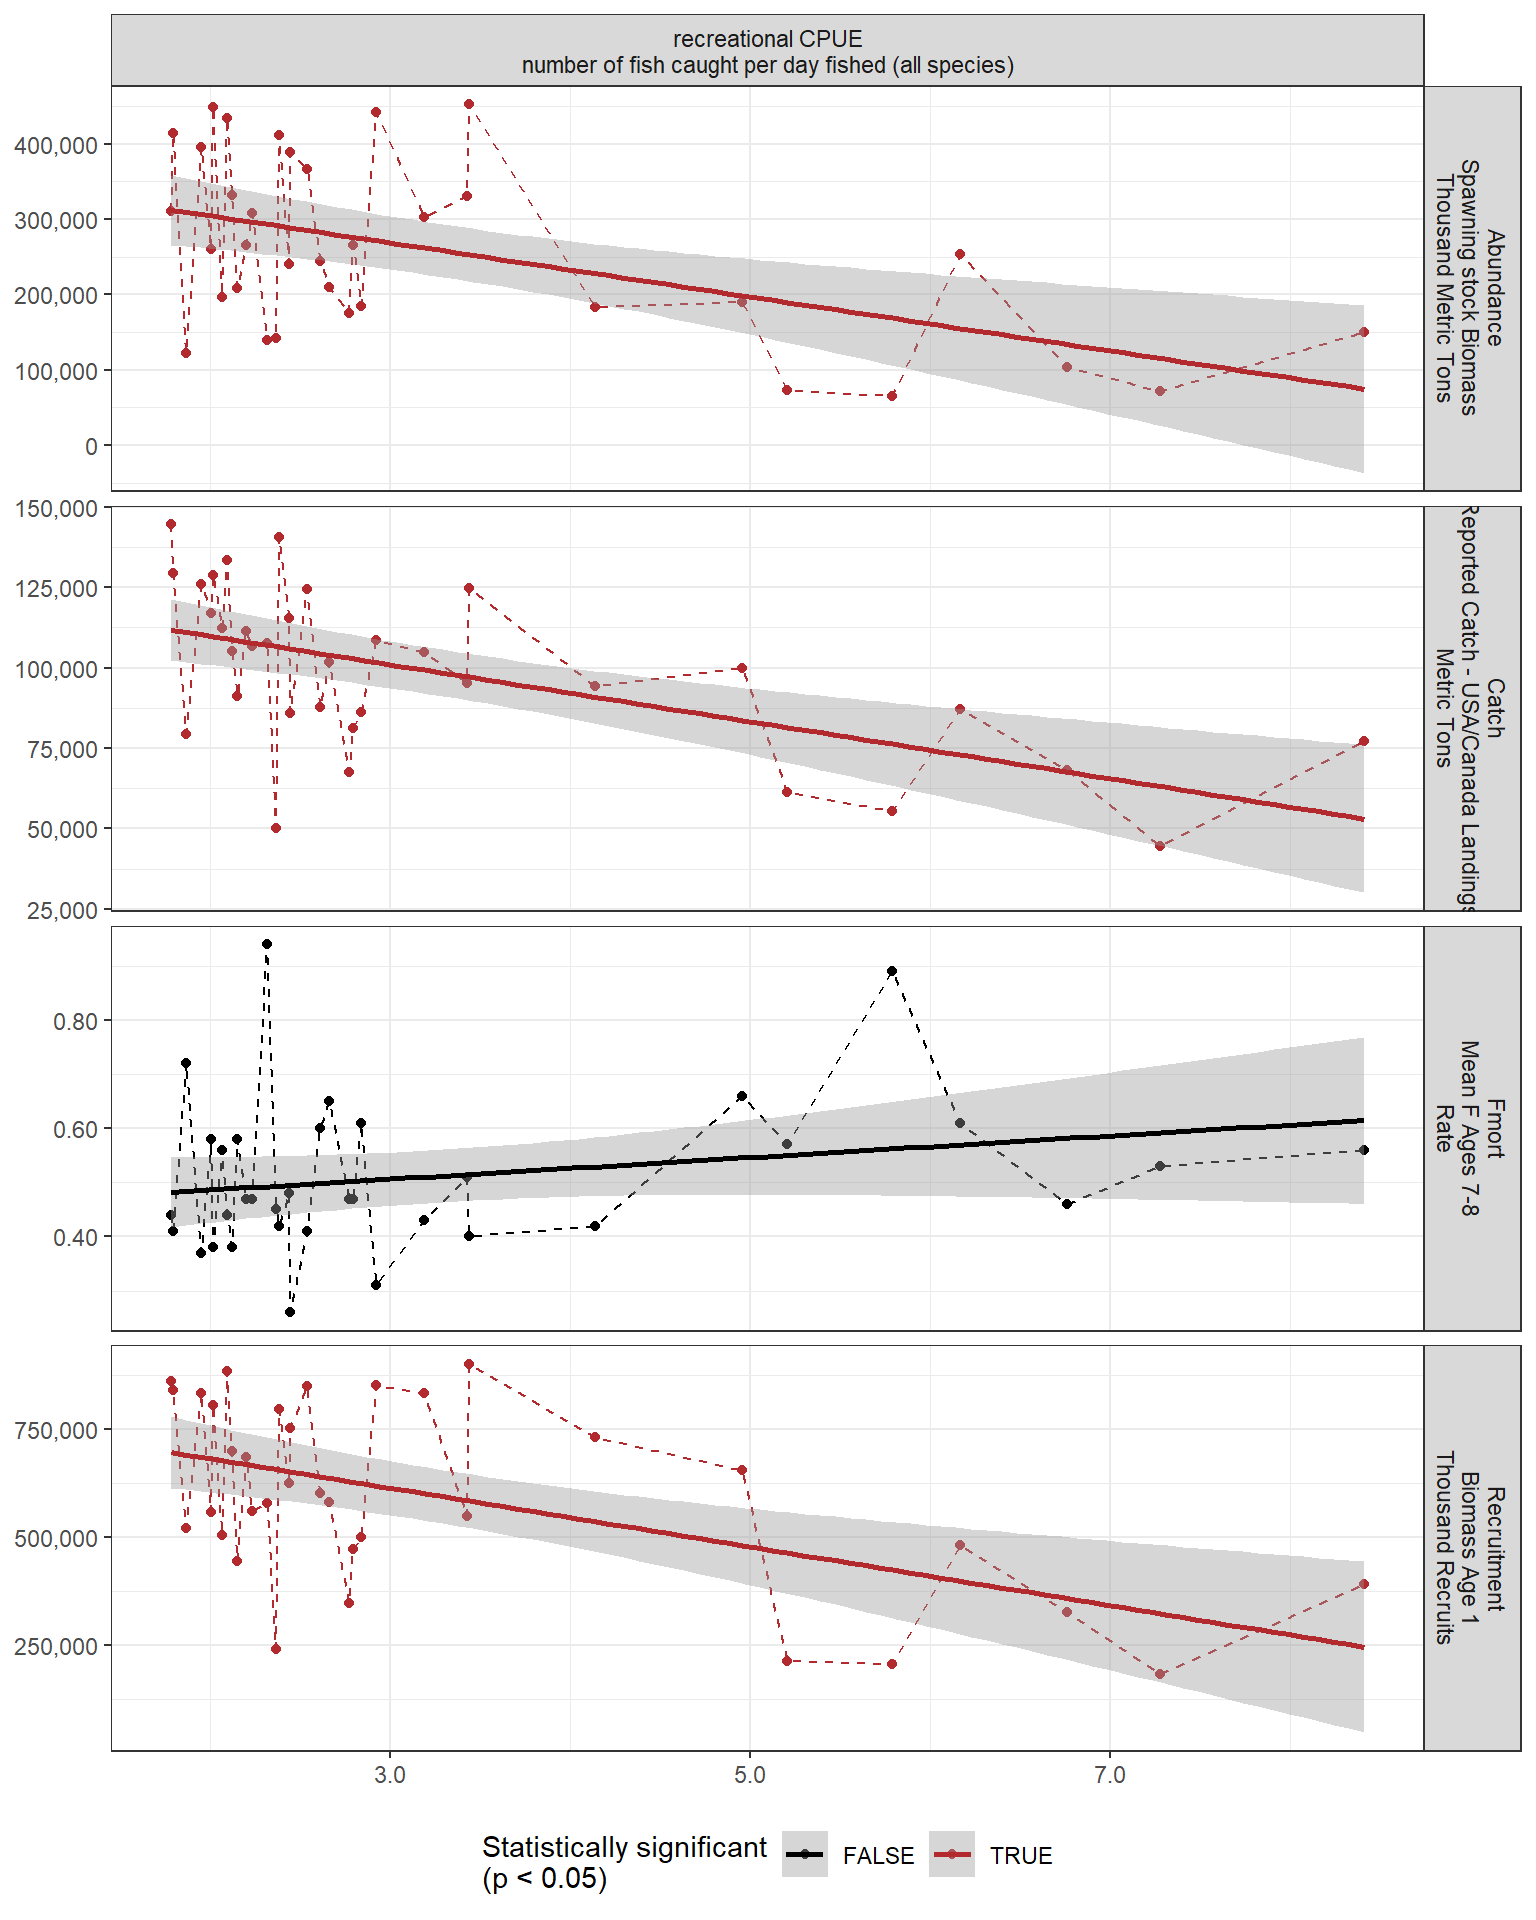 recreational CPUE
number of fish caught per day fished (all species)
400,000
300,000
200,000
100,000
0
Abundance
Spawning stock Biomass
Thousand Metric Tons
150,000
125,000
100,000
75,000
50,000
25,000
Catch
Reported Catch - USA/Canada Landings
Metric Tons
0.80
0.60
0.40
Fmort
Mean F Ages 7-8
Rate
750,000
500,000
250,000
Recruitment
Biomass Age 1
Thousand Recruits
3.0 5.0 7.0
Statistically significant
(p < 0.05)
FALSE TRUE